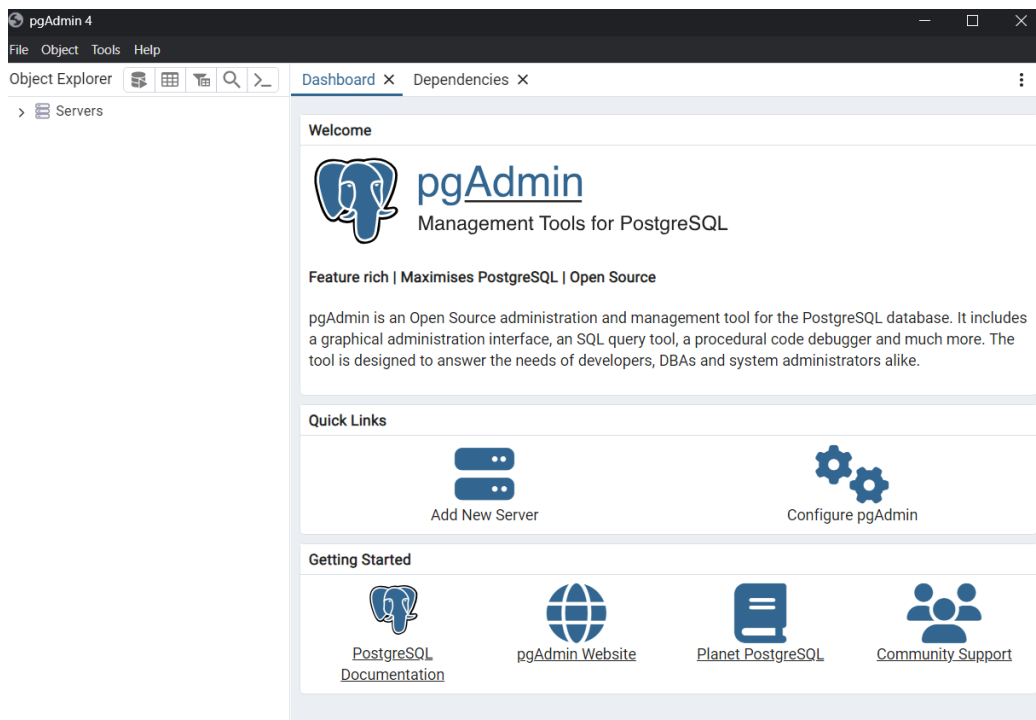 pgAdmin 4
File Object Tools Help
Object Explorer
Dashboard Dependencies
Servers
Welcome
pgAdmin
Management Tools for PostgreSQL
Feature rich | Maximises PostgreSQL | Open Source
pgAdmin is an Open Source administration and management tool for the PostgreSQL database. It includes
a graphical administration interface, an SQL query tool, a procedural code debugger and much more. The
tool is designed to answer the needs of developers, DBAs and system administrators alike.
Quick Links
Add New Server
Configure pgAdmin
Getting Started
PostgreSQL
Documentation
pgAdmin Website
Planet PostgreSQL
Community Support